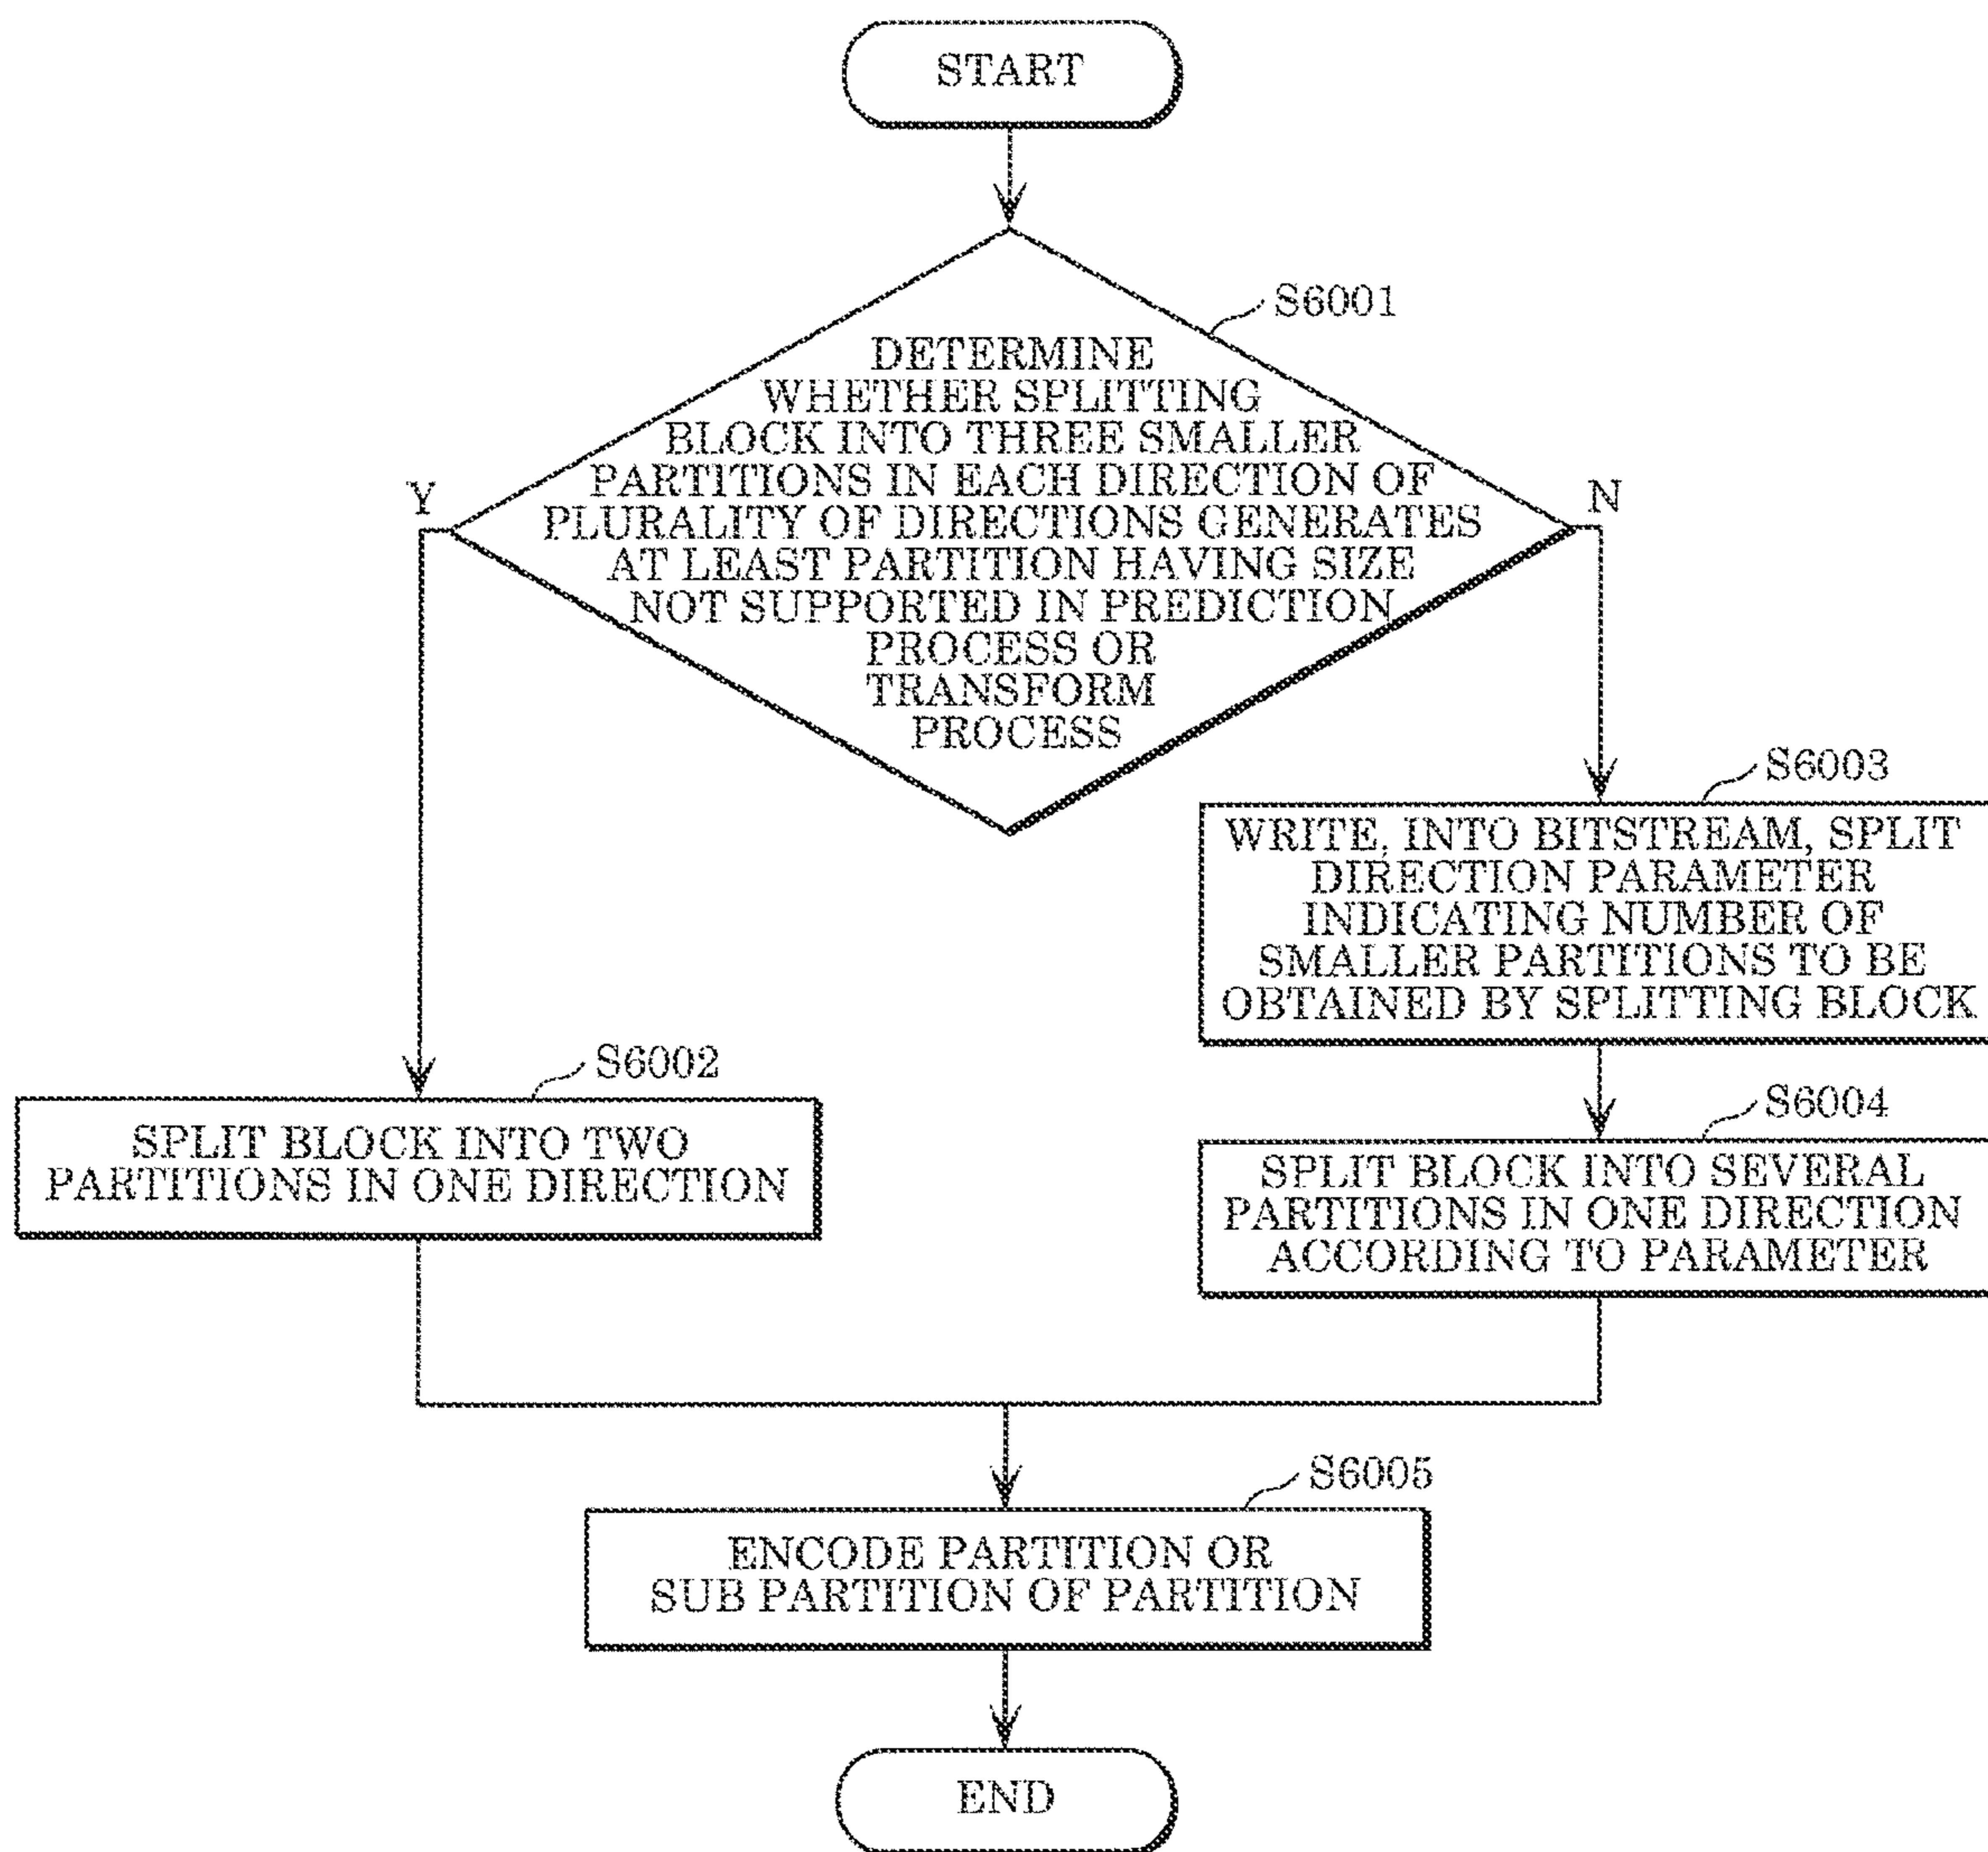 START
S6001
DETERMINE
WHETHER SPLITTING
BLOCK INTO THREE SMALLER
PARTITIONS IN EACH DIRECTION OF
PLURALITY OF DIRECTIONS GENERATES
AT LEAST PARTITION HAVING SIZE
NOT SUPPORTED IN PREDICTION
PROCESS OR
TRANSFORM
PROCESS
Y
N
S6003
WRITE, INTO BITSTREAM, SPLIT
DIRECTION PARAMETER
INDICATING NUMBER OF
SMALLER PARTITIONS TO BE
OBTAINED BY SPLITTING BLOCK
S6002
SPLIT BLOCK INTO TWO
PARTITIONS IN ONE DIRECTION
S6004
SPLIT BLOCK INTO SEVERAL
PARTITIONS IN ONE DIRECTION
ACCORDING TO PARAMETER
S6005
ENCODE PARTITION OR
SUB PARTITION OF PARTITION
END